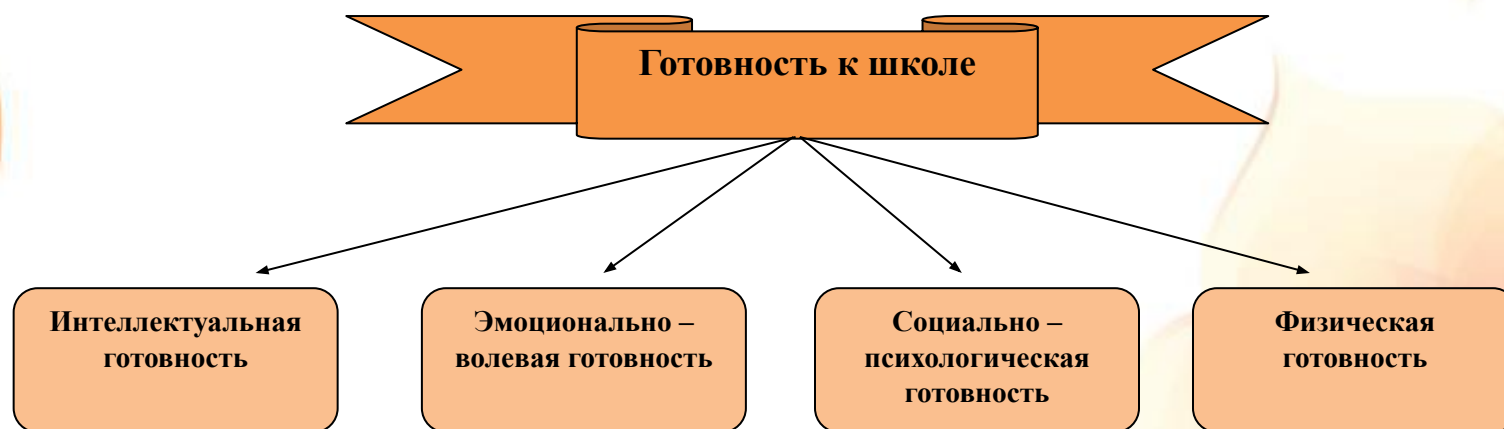 Готовность к школе
Интеллектуальная
готовность
Эмоционально –
волевая готовность
Социально –
психологическая
готовность
Физическая
готовность